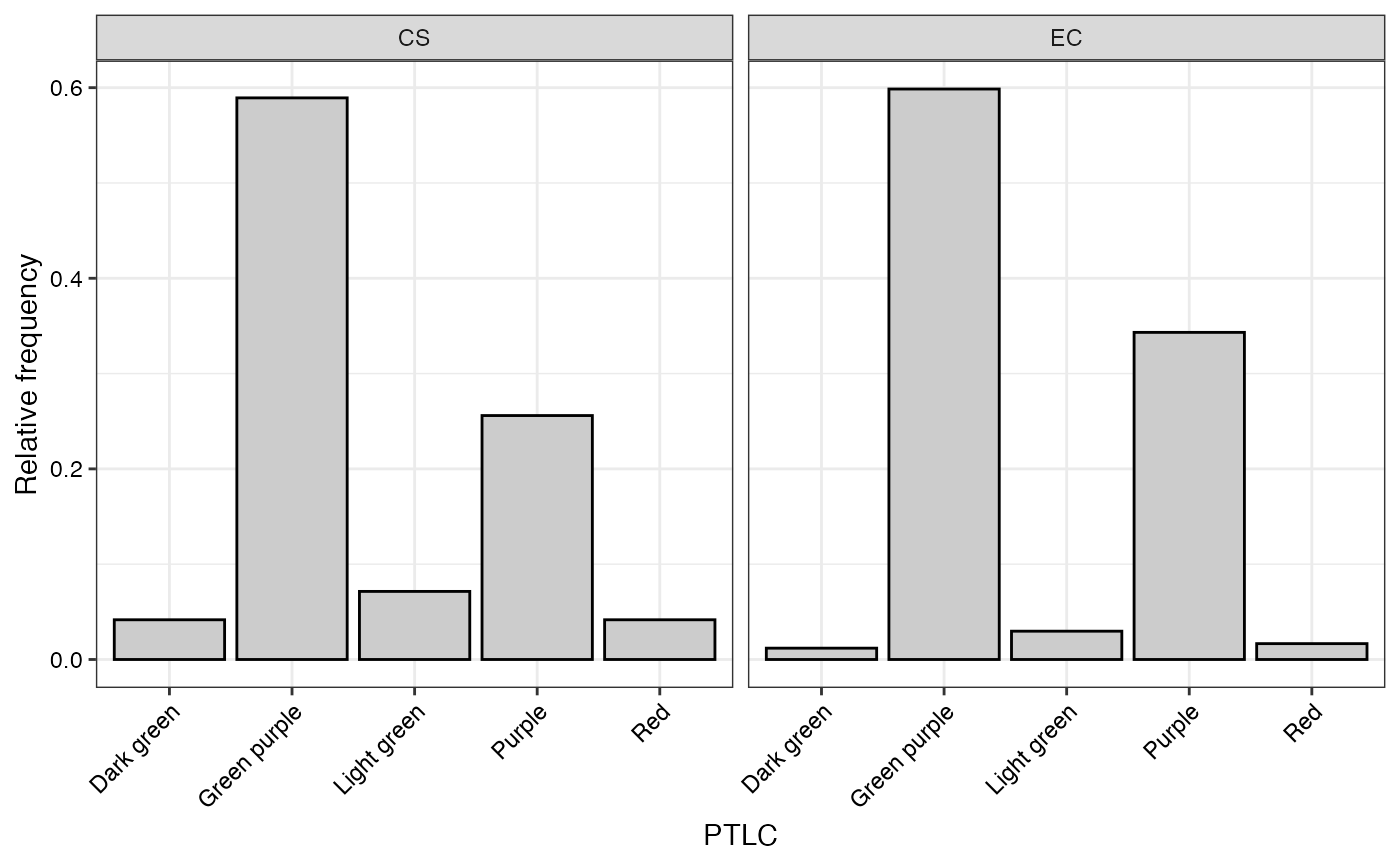 CS
EC
Relative frequency
0.6
0.4
0.2
0.0
Dark green
Green purple
Light green
Purple
Red
Dark green
Green purple
Light green
Purple
Red
PTLC